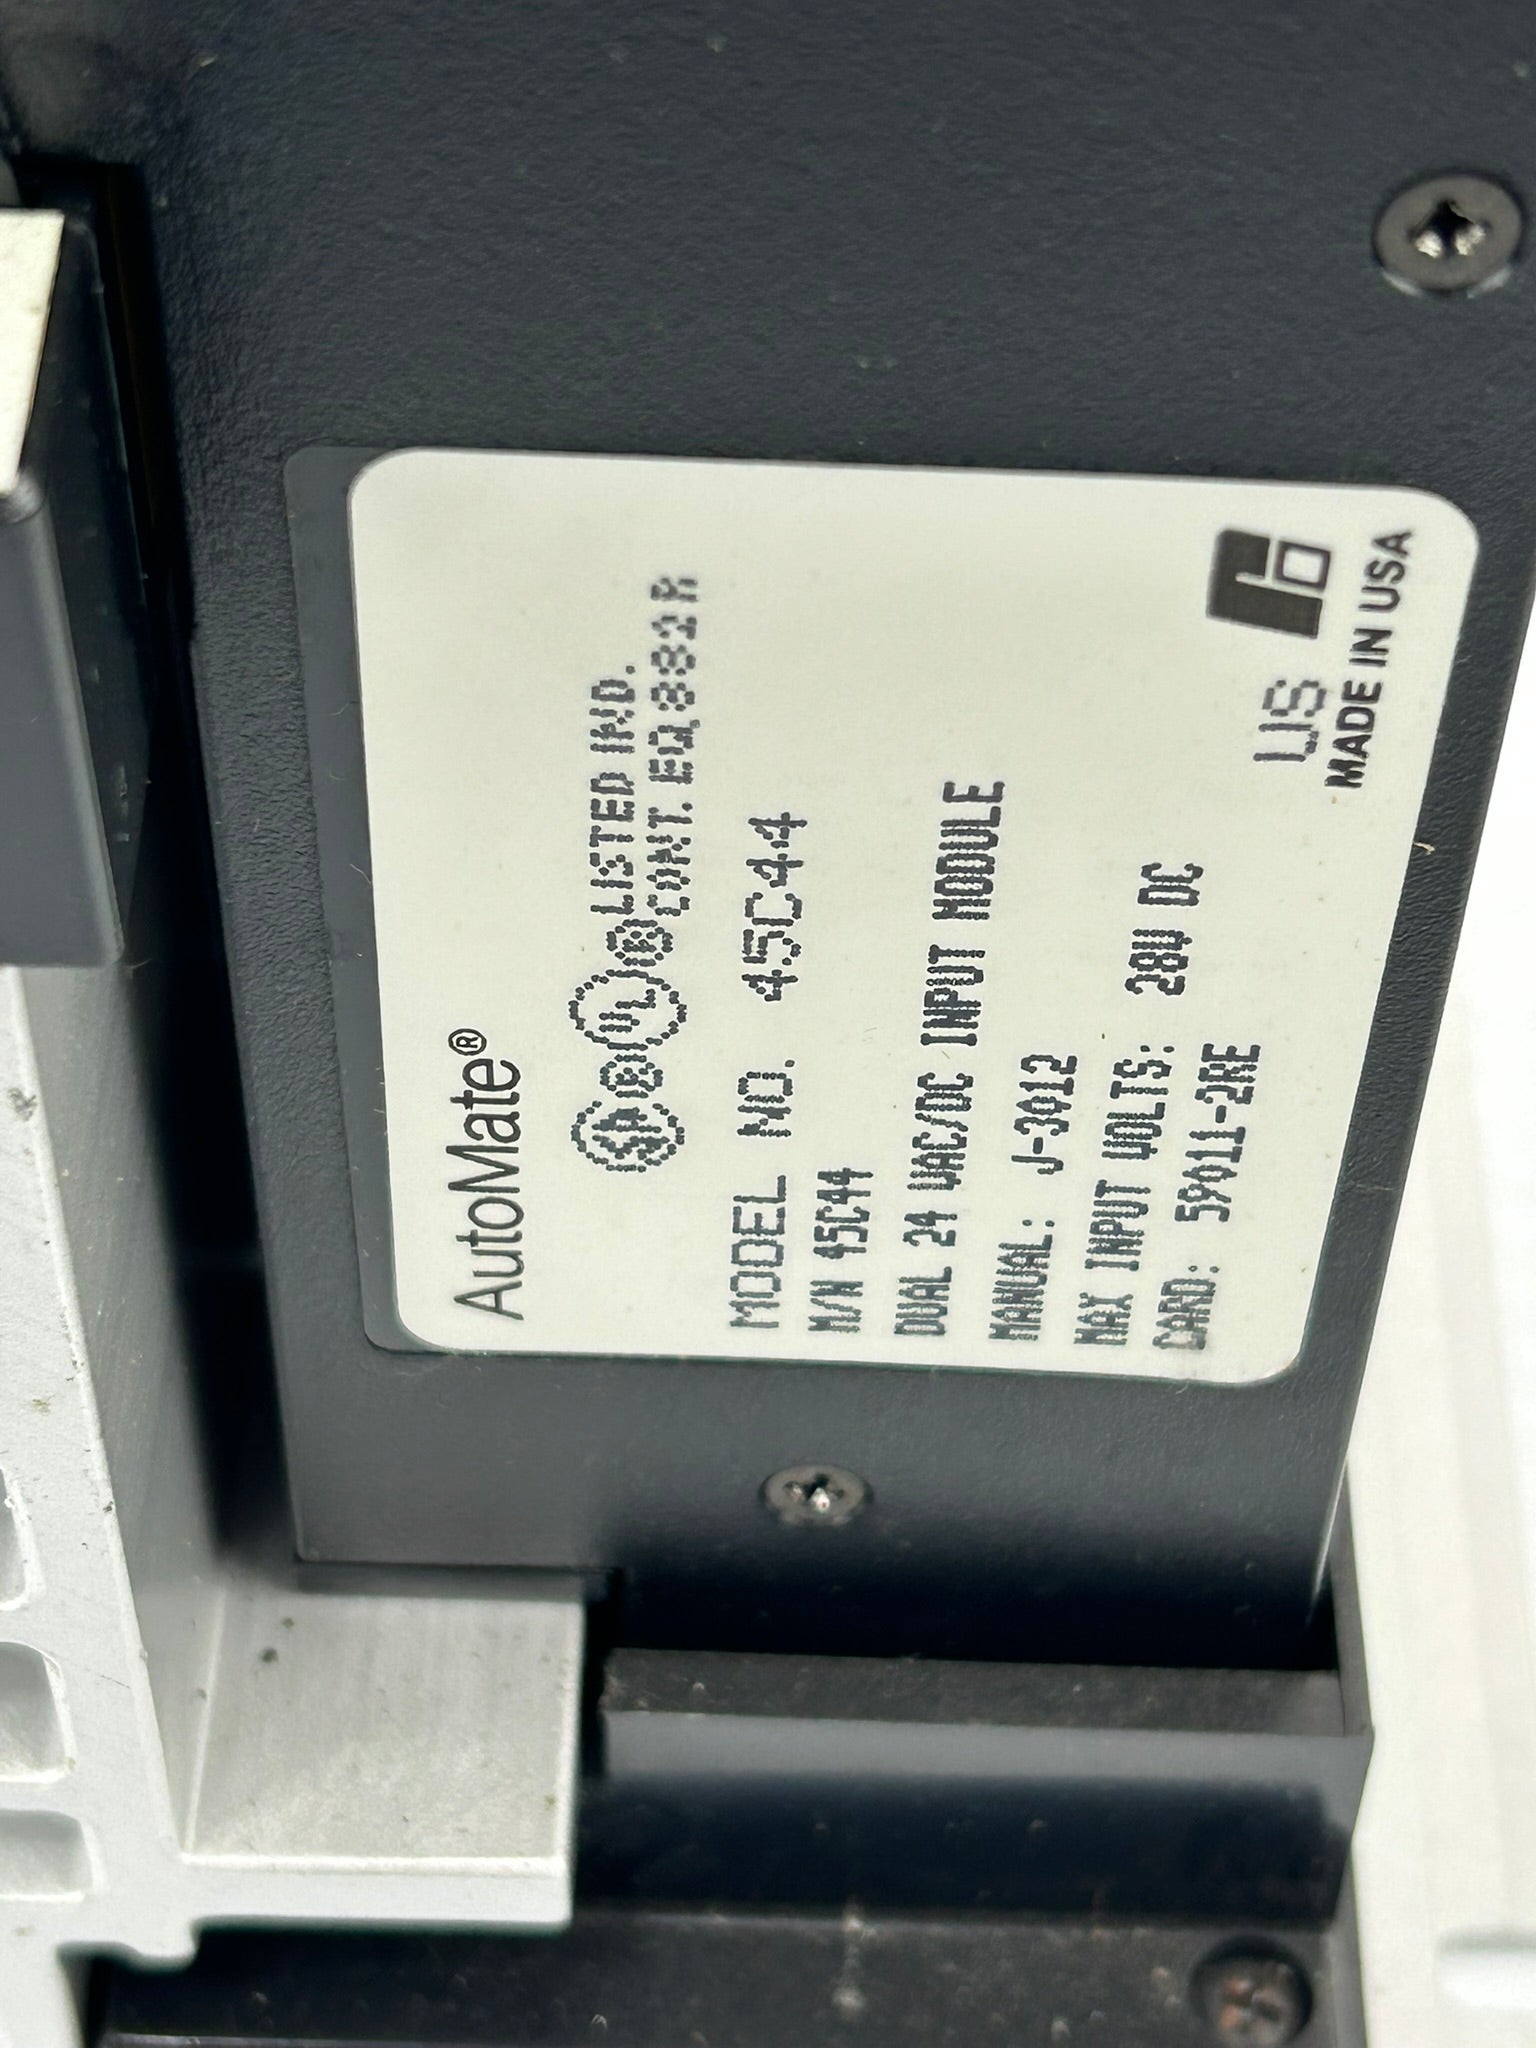 AutoMate®
LISTED IND.
CONT. EQ. 882A
MODEL NO. 45C44
M/N 45C44
DUAL 24 VAC/DC INPUT MODULE
MANUAL: J-3012
MAX INPUT VOLTS: 28V DC
CARD: 59011-2RE
US
MADE IN USA